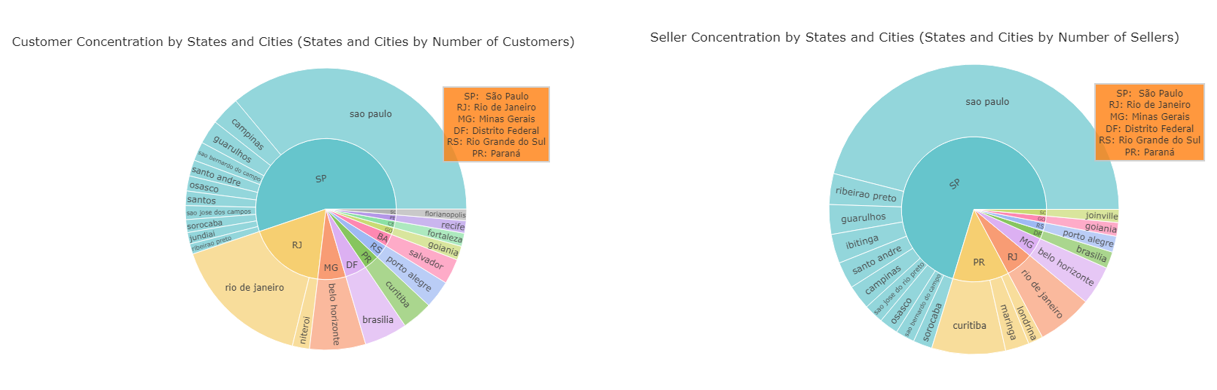 Customer Concentration by States and Cities (States and Cities by Number of Customers)
SP:  São Paulo
RJ: Rio de Janeiro
MG: Minas Gerais
DF: Distrito Federal
RS: Rio Grande do Sul
PR: Paraná
sao paulo
campinas
guarulhos
sao bernardo do campo
santo andre
osasco
santos
sao jose dos campos
sorocaba
jundiai
ribeirao preto
SP
RJ
rio de janeiro
niteroi
MG
belo horizonte
DF
brasilia
PR
curitiba
RS
porto alegre
BA
salvador
GO
goiania
CE
fortaleza
PE
recife
florianopolis
Seller Concentration by States and Cities (States and Cities by Number of Sellers)
SP:  São Paulo
RJ: Rio de Janeiro
MG: Minas Gerais
DF: Distrito Federal
RS: Rio Grande do Sul
PR: Paraná
sao paulo
ribeirao preto
guarulhos
ibitinga
santo andre
campinas
sao jose do rio preto
osasco
sao bernardo do campo
sorocaba
SP
PR
curitiba
maringa
londrina
RJ
rio de janeiro
MG
belo horizonte
DF
brasilia
RS
porto alegre
GO
goiania
SC
joinville